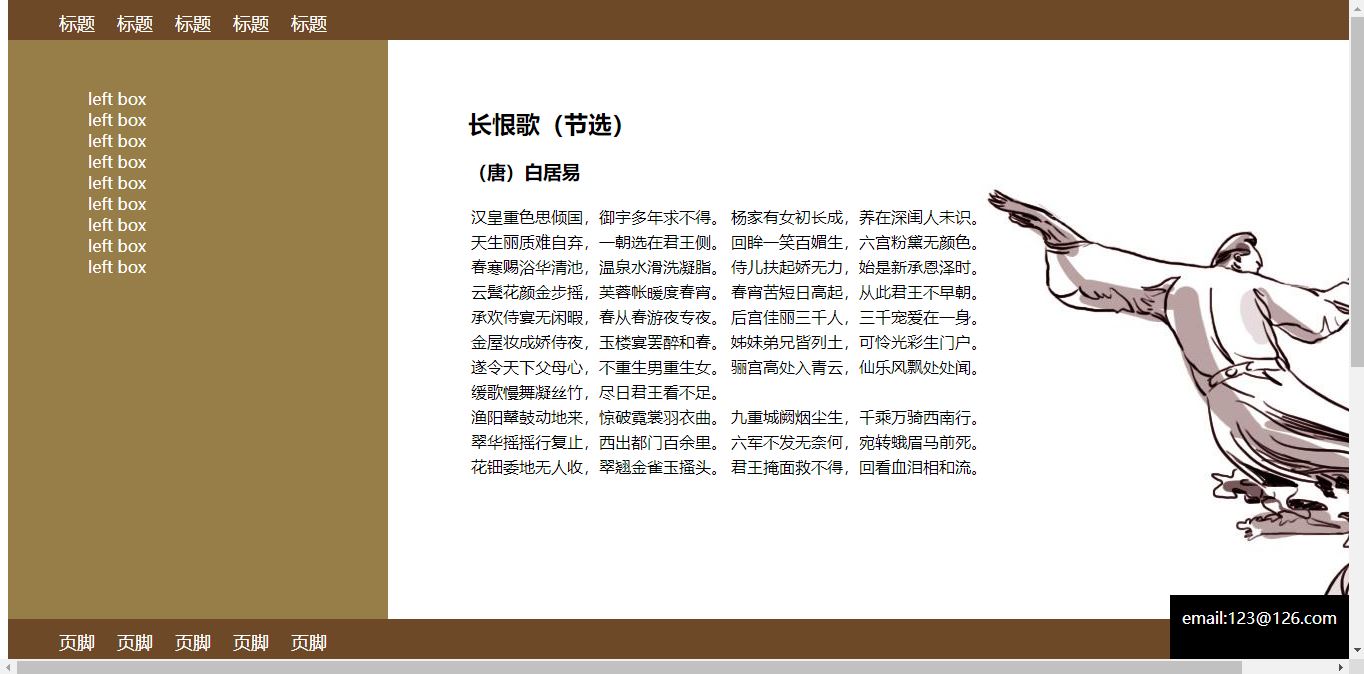 标题 标题 标题 标题 标题
left box
left box
left box
left box
left box
left box
left box
left box
left box
长恨歌（节选）
（唐）白居易
汉皇重色思倾国，御宇多年求不得。 杨家有女初长成，养在深闺人未识。
天生丽质难自弃，一朝选在君王侧。 回眸一笑百媚生，六宫粉黛无颜色。
春寒赐浴华清池，温泉水滑洗凝脂。 侍儿扶起娇无力，始是新承恩泽时。
云鬓花颜金步摇，芙蓉帐暖度春宵。 春宵苦短日高起，从此君王不早朝。
承欢侍宴无闲暇，春从春游夜专夜。 后宫佳丽三千人，三千宠爱在一身。
金屋妆成娇侍夜，玉楼宴罢醉和春。 姊妹弟兄皆列土，可怜光彩生门户。
遂令天下父母心，不重生男重生女。 骊宫高处入青云，仙乐风飘处处闻。
缓歌慢舞凝丝竹，尽日君王看不足。
渔阳鼙鼓动地来，惊破霓裳羽衣曲。 九重城阙烟尘生，千乘万骑西南行。
翠华摇摇行复止，西出都门百余里。 六军不发无奈何，宛转蛾眉马前死。
花钿委地无人收，翠翘金雀玉搔头。 君王掩面救不得，回看血泪相和流。
email:123@126.com
页脚 页脚 页脚 页脚 页脚